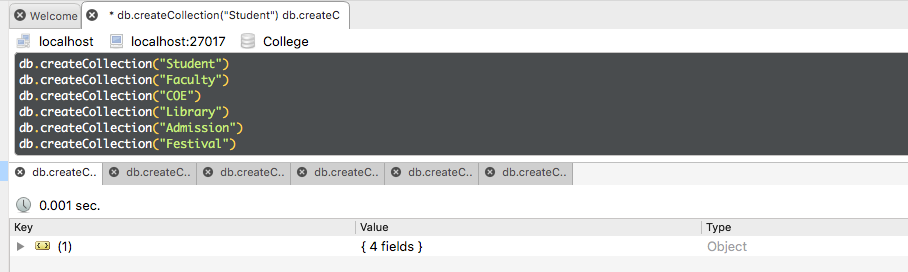 Welcome
* db.createCollection("Student") db.createC
localhost localhost:27017 College
db.createCollection("Student")
db.createCollection("Faculty")
db.createCollection("COE")
db.createCollection("Library")
db.createCollection("Admission")
db.createCollection("Festival")
db.createC.. db.createC.. db.createC.. db.createC.. db.createC.. db.createC..
0.001 sec.
Key Value Type
(1) { 4 fields } Object